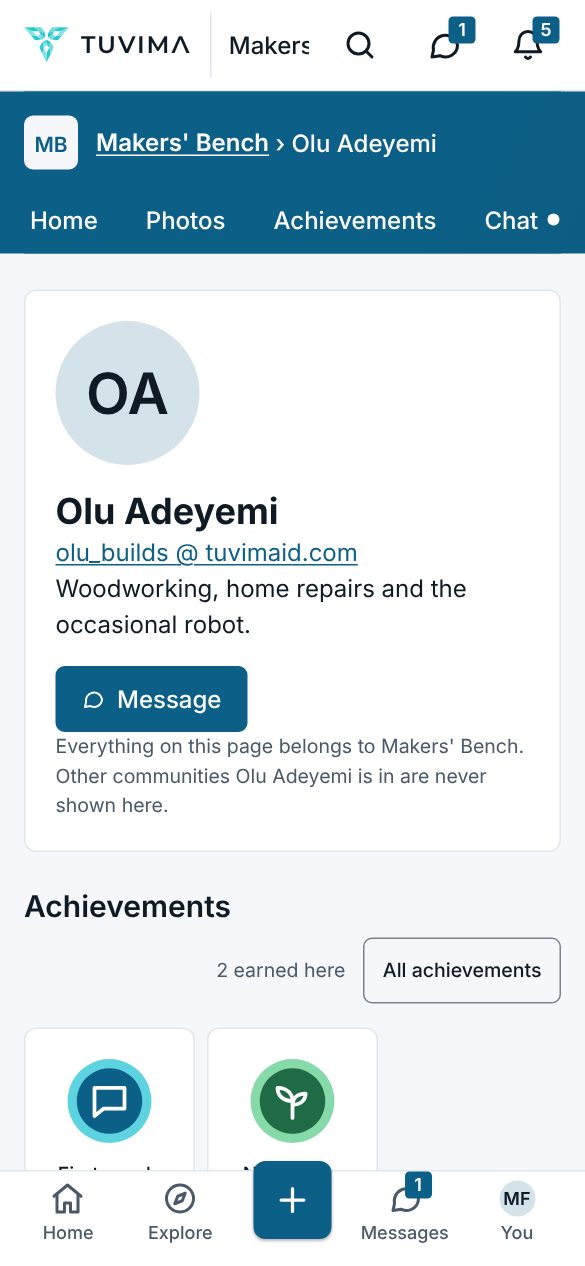 TUVIMA
Makers
1
5
MB
Makers' Bench › Olu Adeyemi
Home
Photos
Achievements
Chat
OA
Olu Adeyemi
olu_builds @ tuvimaid.com
Woodworking, home repairs and the
occasional robot.
Message
Everything on this page belongs to Makers' Bench.
Other communities Olu Adeyemi is in are never
shown here.
Achievements
2 earned here
All achievements
Home
Explore
1
Messages
MF
You